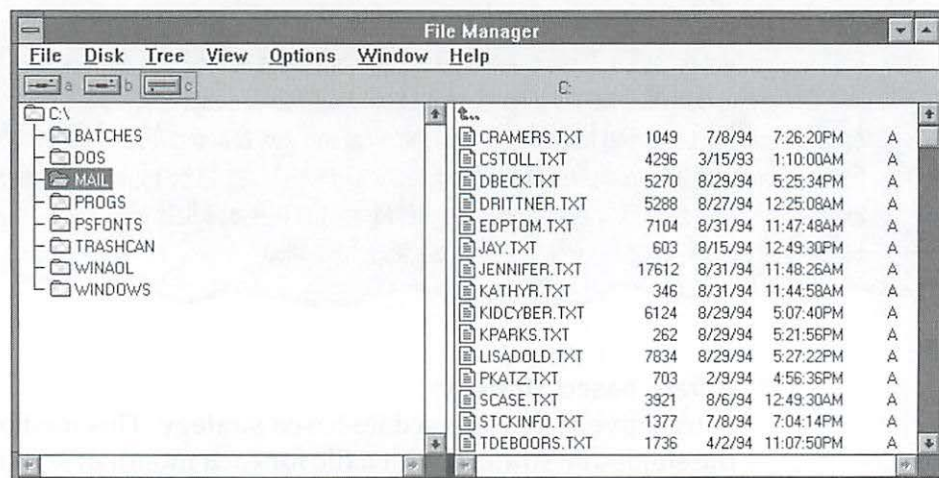 File Manager
File Disk Tree View Options Window Help
a b c C:
C:\
BATCHES
DOS
MAIL
PROGS
PSFONTS
TRASHCAN
WINAOL
WINDOWS
..
CRAMERS.TXT 1049 7/8/94 7:26:20PM A
CSTOLL.TXT 4296 3/15/93 1:10:00AM A
DBECK.TXT 5270 8/29/94 5:25:34PM A
DRITTNER.TXT 5288 8/27/94 12:25:08AM A
EDPTOM.TXT 7104 8/31/94 11:47:48AM A
JAY.TXT 603 8/15/94 12:49:30PM A
JENNIFER.TXT 17612 8/31/94 11:48:26AM A
KATHYR.TXT 346 8/31/94 11:44:58AM A
KIDCYBER.TXT 6124 8/29/94 5:07:40PM A
KPARKS.TXT 262 8/29/94 5:21:56PM A
LISADOLD.TXT 7834 8/29/94 5:27:22PM A
PKATZ.TXT 703 2/9/94 4:56:36PM A
SCASE.TXT 3921 8/6/94 12:49:30AM A
STCKINFO.TXT 1377 7/8/94 7:04:14PM A
TDEBOORS.TXT 1736 4/2/94 11:07:50PM A